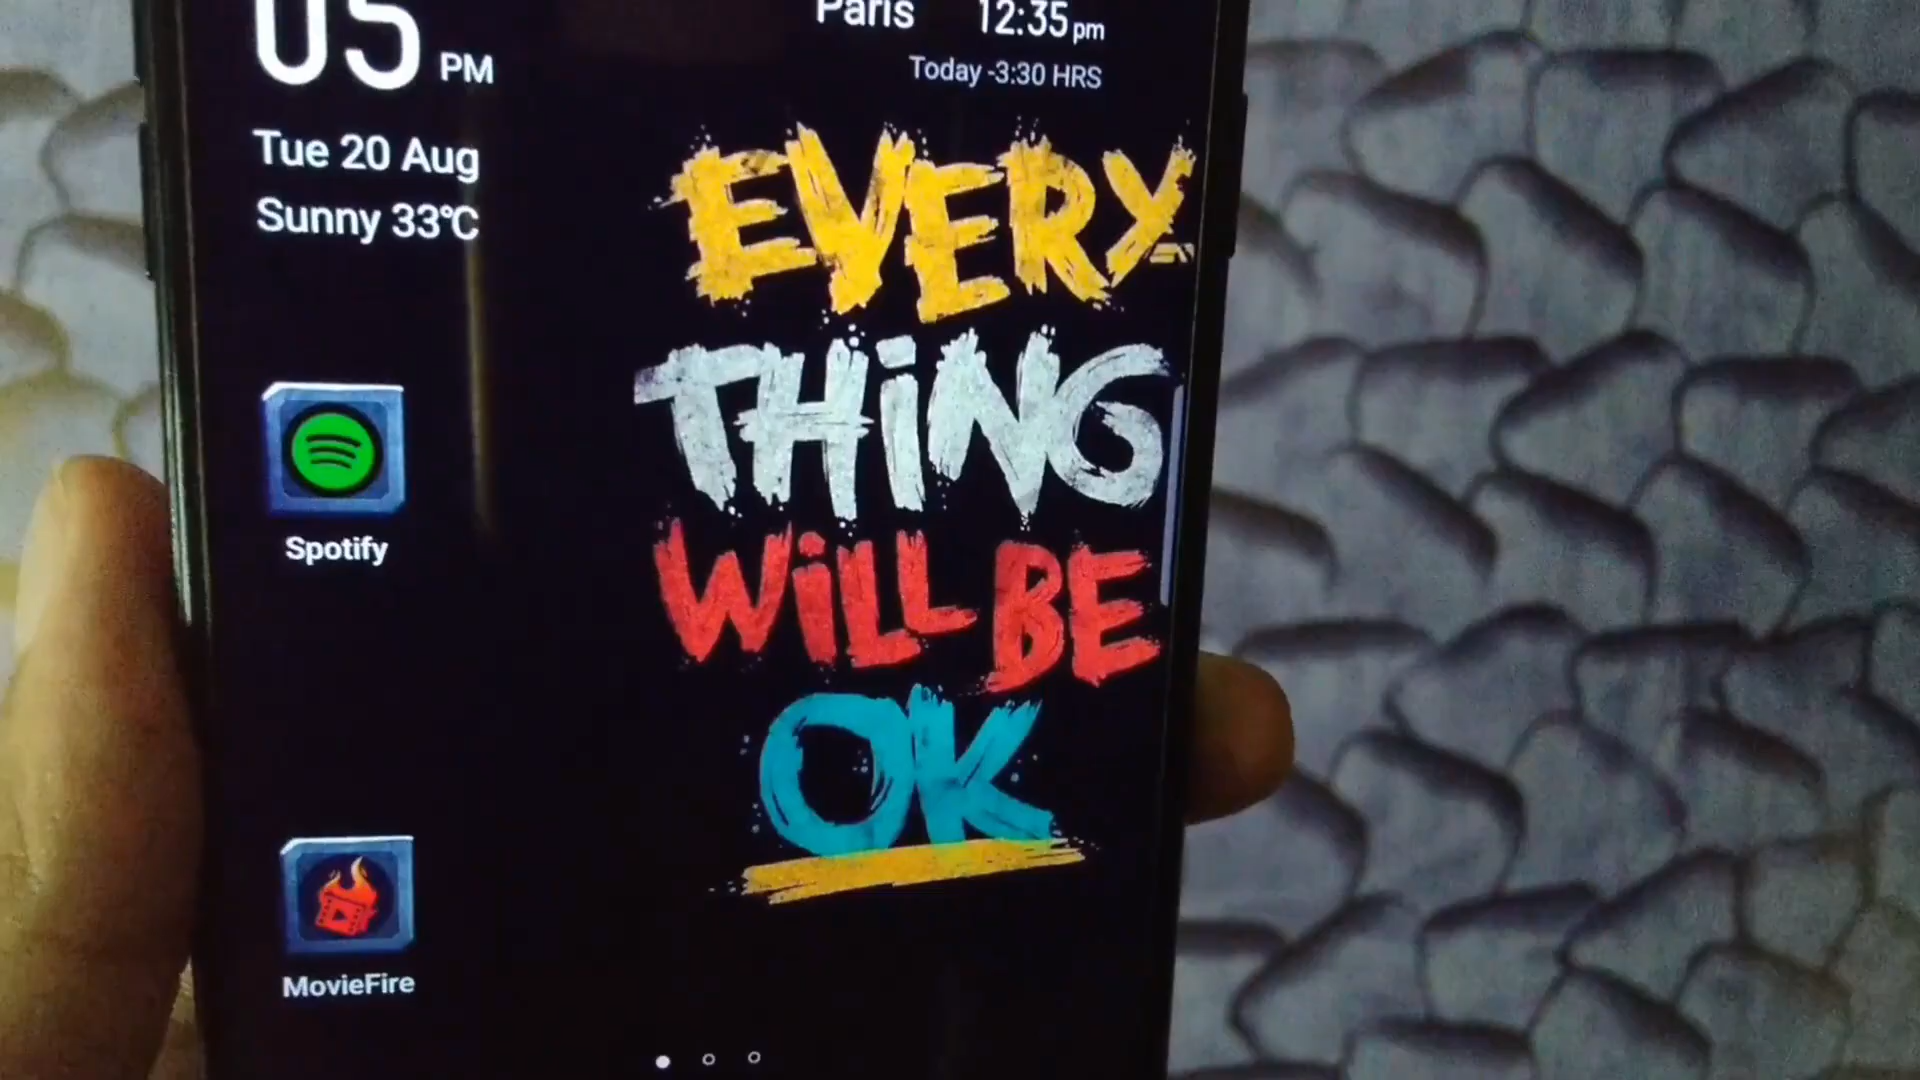 05 PM
Paris 12:35 pm
Today -3:30 HRS
Tue 20 Aug
Sunny 33°C
EVERY
THiNG
WiLL BE
OK
Spotify
MovieFire